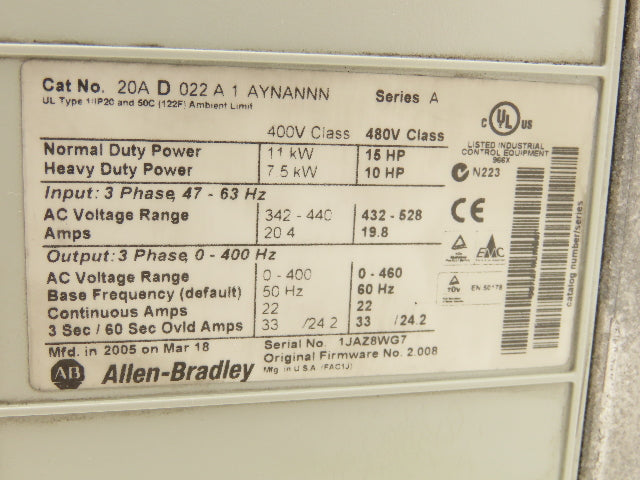 Cat No. 20A D 022 A 1 AYNANNN Series A
UL Type 1/IP20 and 50C (122F) Ambient Limit
C UL US
LISTED INDUSTRIAL
CONTROL EQUIPMENT
966X
400V Class 480V Class
Normal Duty Power 11 kW 15 HP
Heavy Duty Power 7.5 kW 10 HP
N223
Input: 3 Phase, 47 - 63 Hz
AC Voltage Range 342 - 440 432 - 528
Amps 20.4 19.8
CE
Output: 3 Phase, 0 - 400 Hz
AC Voltage Range 0 - 400 0 - 460
Base Frequency (default) 50 Hz 60 Hz
Continuous Amps 22 22
3 Sec / 60 Sec Ovld Amps 33 /24.2 33 /24.2
EMC
TÜV
EN 50178
catalog number/series
Mfd. in 2005 on Mar 18
Serial No. 1JAZ8WG7
Original Firmware No. 2.008
Mfg in U.S.A. (FAC1J)
AB Allen-Bradley